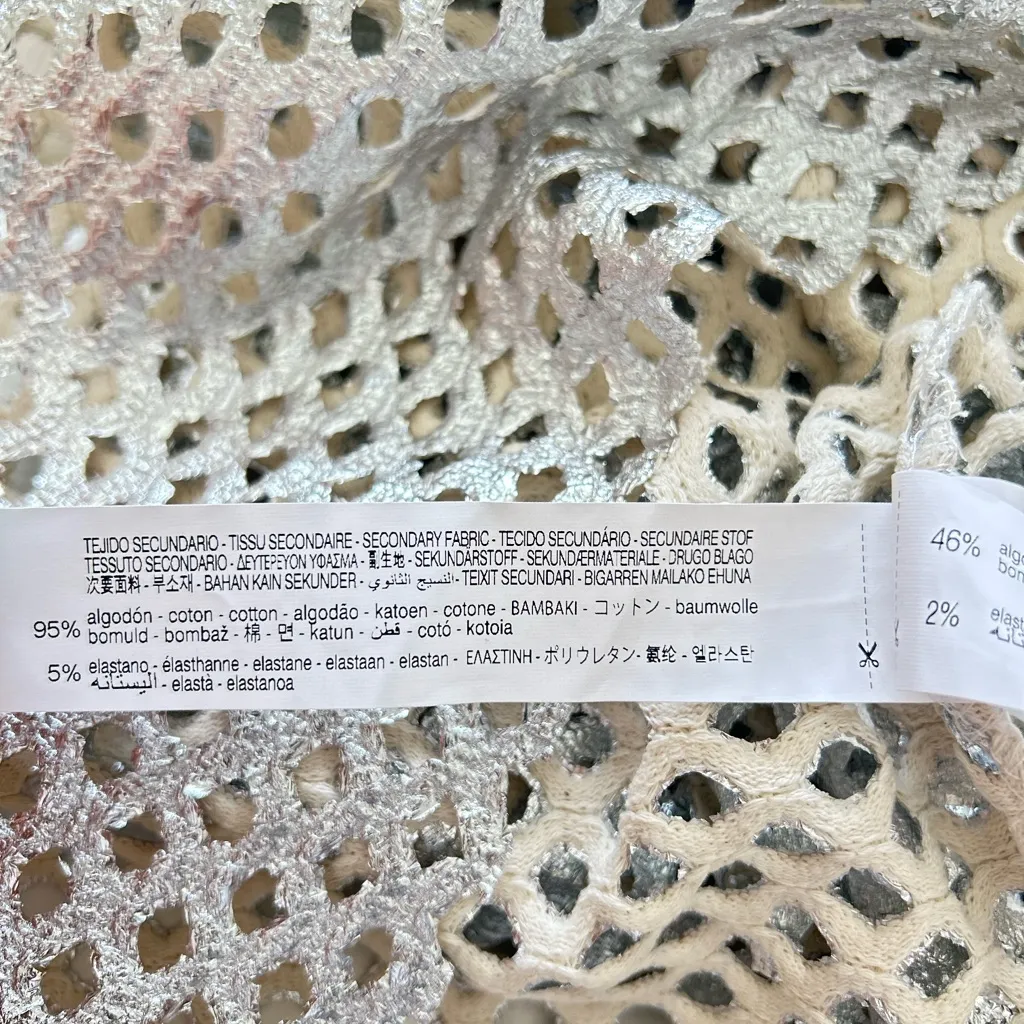 TEJIDO SECUNDARIO - TISSU SECONDAIRE - SECONDARY FABRIC - TECIDO SECUNDÁRIO - SECUNDAIRE STOF
TESSUTO SECONDARIO - ΔΕΥΤΕΡΕΥΟΝ ΥΦΑΣΜΑ - 副生地 - SEKUNDÄRSTOFF - SEKUNDÆRMATERIALE - DRUGO BLAGO
次要面料 - 부소재 - BAHAN KAIN SEKUNDER - النسيج الثانوي - TEIXIT SECUNDARI - BIGARREN MAILAKO EHUNA
95% algodón - coton - cotton - algodão - katoen - cotone - BAMBAKI - コットン - baumwolle
bomuld - bombaž - 棉 - 면 - katun - قطن - cotó - kotoia
5% elastano - élasthanne - elastane - elastaan - elastan - ΕΛΑΣΤΙΝΗ - ポリウレタン - 氨纶 - 엘라스탄
اليستانه - elastà - elastanoa
46%
2%